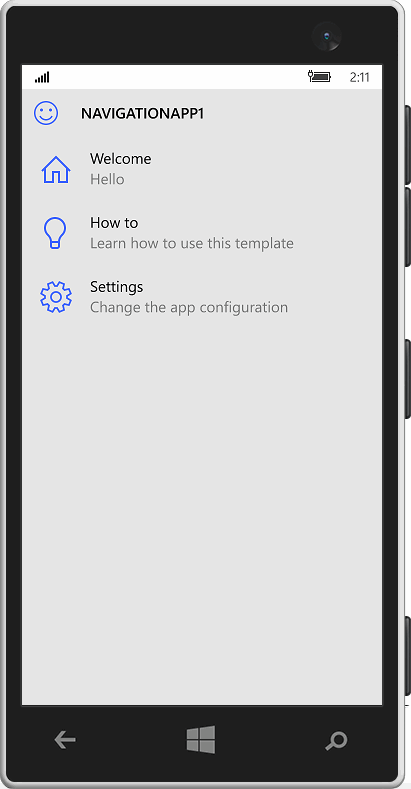 2:11
NAVIGATIONAPP1
Welcome
Hello
How to
Learn how to use this template
Settings
Change the app configuration